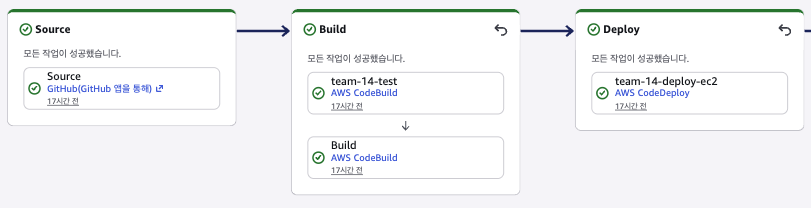 Source
모든 작업이 성공했습니다.
Source
GitHub(GitHub 앱을 통해)
17시간 전
Build
모든 작업이 성공했습니다.
team-14-test
AWS CodeBuild
17시간 전
Build
AWS CodeBuild
17시간 전
Deploy
모든 작업이 성공했습니다.
team-14-deploy-ec2
AWS CodeDeploy
17시간 전